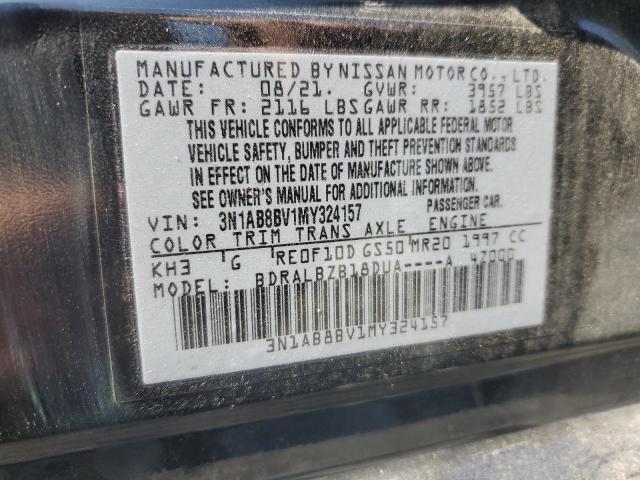 MANUFACTURED BY NISSAN MOTOR CO., LTD.
DATE: 08/21. GVWR: 3957 LBS
GAWR FR: 2116 LBS GAWR RR: 1852 LBS
THIS VEHICLE CONFORMS TO ALL APPLICABLE FEDERAL MOTOR
VEHICLE SAFETY, BUMPER AND THEFT PREVENTION STANDARDS
IN EFFECT ON THE DATE OF MANUFACTURE SHOWN ABOVE.
SEE OWNER'S MANUAL FOR ADDITIONAL INFORMATION.
VIN: 3N1AB8BV1MY324157 PASSENGER CAR.
COLOR TRIM TRANS AXLE ENGINE
KH3 G RE0F10D GS50 MR20 1997 CC
MODEL: BDRALBZB18DUA----A 4Z000
3N1AB8BV1MY324157